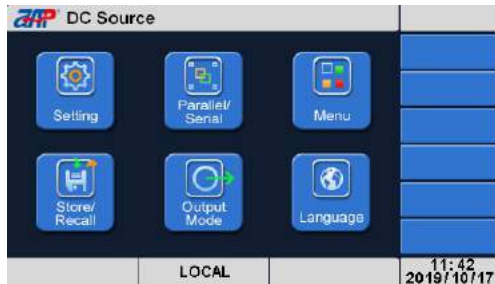 DC Source
Setting
Parallel/
Serial
Menu
Store/
Recall
Output
Mode
Language
LOCAL
11:42
2019/10/17